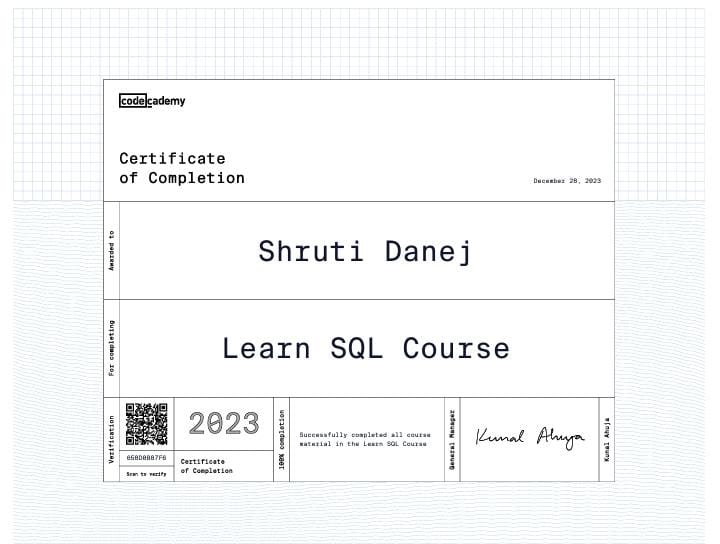 codecademy
Certificate
of Completion
December 28, 2023
Awarded to
Shruti Danej
For completing
Learn SQL Course
Verification
658D0B87F6
Scan to verify
2023
Certificate
of Completion
100% completion
Successfully completed all course
material in the Learn SQL Course
General Manager
Kunal Ahuja
Kunal Ahuja